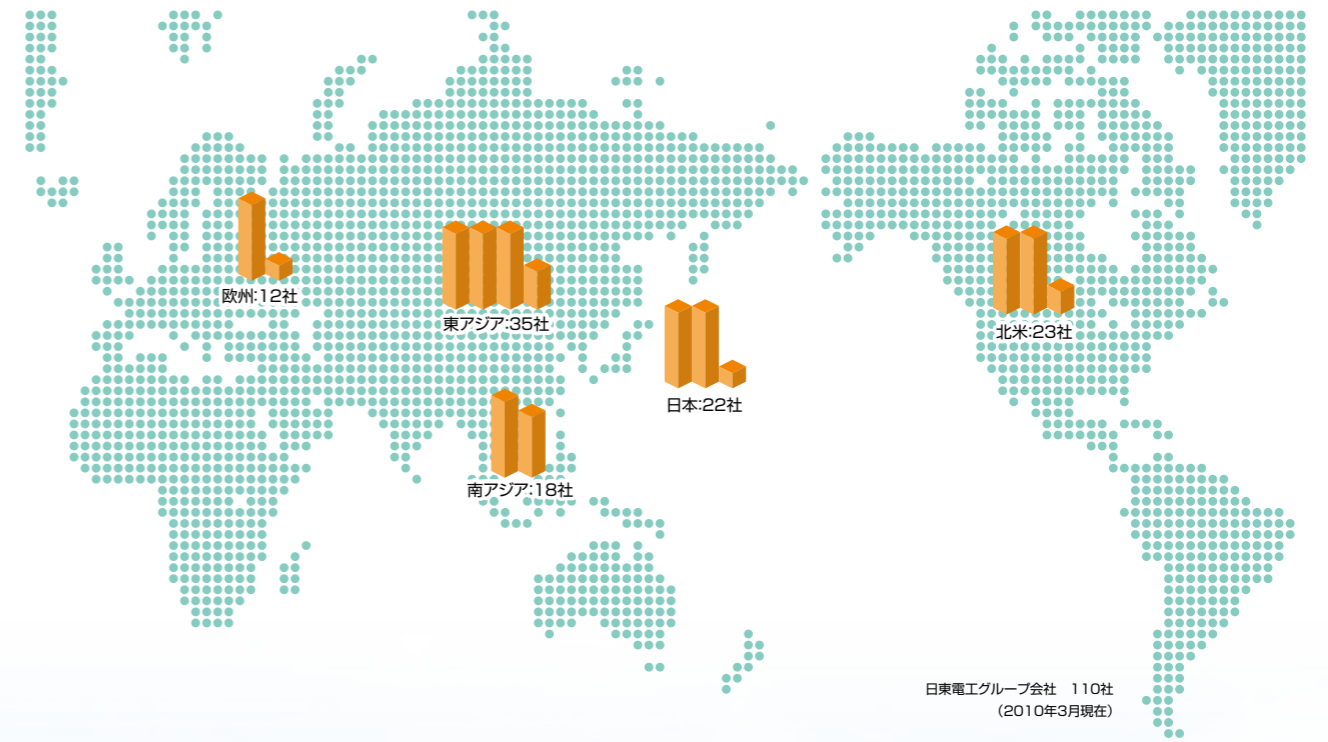 欧州:12社
東アジア:35社
北米:23社
日本:22社
南アジア:18社
日東電工グループ会社　110社
（2010年3月現在）